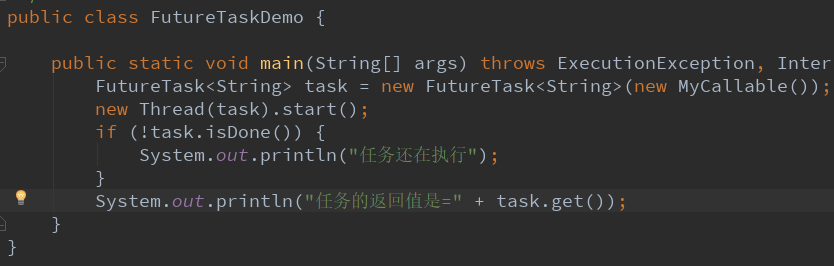 public class FutureTaskDemo {
public static void main(String[] args) throws ExecutionException, Inter
FutureTask<String> task = new FutureTask<String>(new MyCallable());
new Thread(task).start();
if (!task.isDone()) {
System.out.println("任务还在执行");
}
System.out.println("任务的返回值是=" + task.get());
}
}